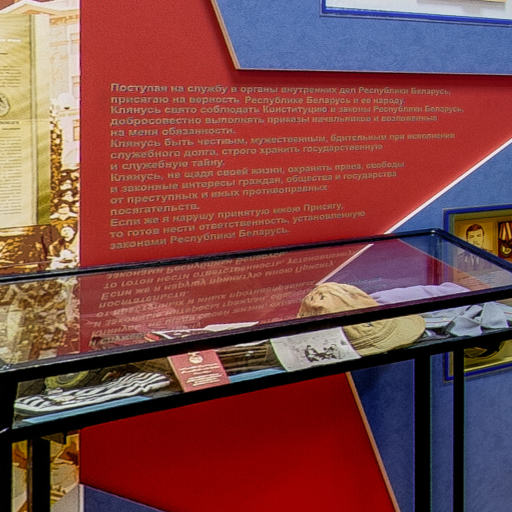 Поступая на службу в органы внутренних дел Республики Беларусь,
присягаю на верность Республике Беларусь и ее народу.
Клянусь свято соблюдать Конституцию и законы Республики Беларусь,
добросовестно выполнять приказы начальников и возложенные
на меня обязанности.
Клянусь быть честным, мужественным, бдительным при исполнении
служебного долга, строго хранить государственную
и служебную тайну.
Клянусь, не щадя своей жизни, охранять права, свободы
и законные интересы граждан, общества и государства
от преступных и иных противоправных
посягательств.
Если же я нарушу принятую мною Присягу,
то готов нести ответственность, установленную
законами Республики Беларусь.